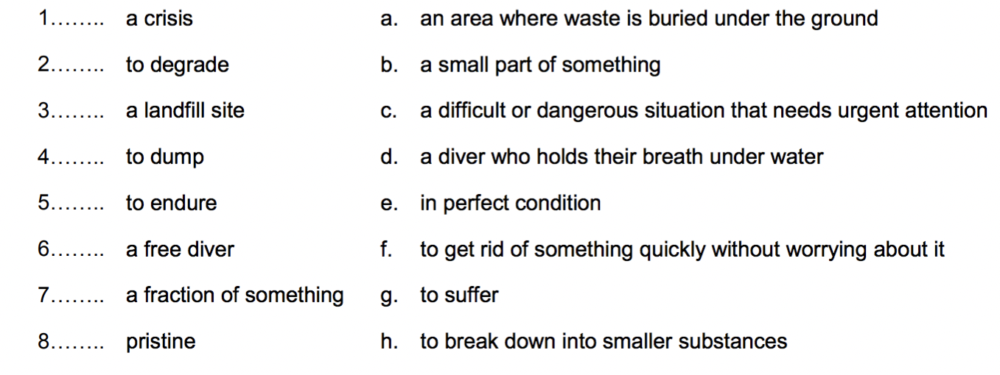 1........ a crisis a. an area where waste is buried under the ground
2........ to degrade b. a small part of something
3........ a landfill site c. a difficult or dangerous situation that needs urgent attention
4........ to dump d. a diver who holds their breath under water
5........ to endure e. in perfect condition
6........ a free diver f. to get rid of something quickly without worrying about it
7........ a fraction of something g. to suffer
8........ pristine h. to break down into smaller substances